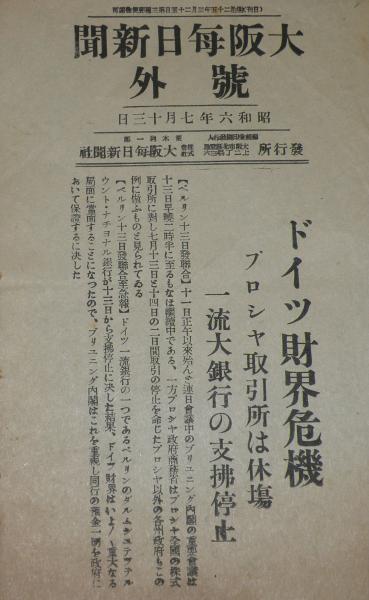 大阪每日新聞
號外
昭和六年七月十三日
發行所
大阪每日新聞社
ドイツ財界危機
プロシャ取引所は休場
一流大銀行の支拂停止
【ベルリン十三日發聯合】十一日正午以來殆んど連日會議中のブリユニング內閣の重要會議は
十三日早曉二時半に至るもなほ繼續中である、一方プロシヤ政府商務省はプロシヤ全國の株式
取引所に對し七月十三日と十四日の二日間取引の停止を命じたプロシヤ以外の各州政府もこの
例に倣ふものと見られてゐる
【ベルリン十三日發聯合至急報】ドイツ一流銀行の一つであるベルリンのダルムシユテツテル
ウント・ナチヨナル銀行が十三日から支拂停止に決した結果、ドイツ財界はいよ〳〵重大なる
局面に當面することになつたので、ブリユニング內閣はこれを重視し同行の預金一切を政府に
おいて保證するに決した